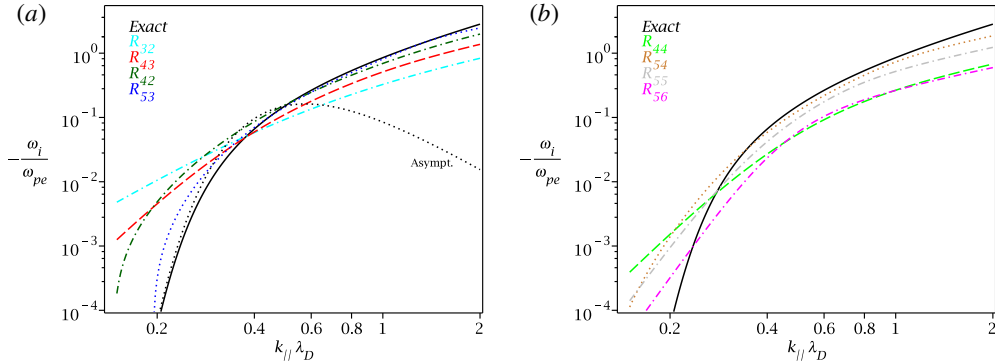 (a)
Exact
R32
R43
R42
R53
10^0
10^-1
10^-2
10^-3
10^-4
-ωi/ωpe
Asympt.
0.2 0.4 0.6 0.8 1 2
k// λD
(b)
Exact
R44
R54
R55
R56
10^0
10^-1
10^-2
10^-3
10^-4
-ωi/ωpe
0.2 0.4 0.6 0.8 1 2
k// λD